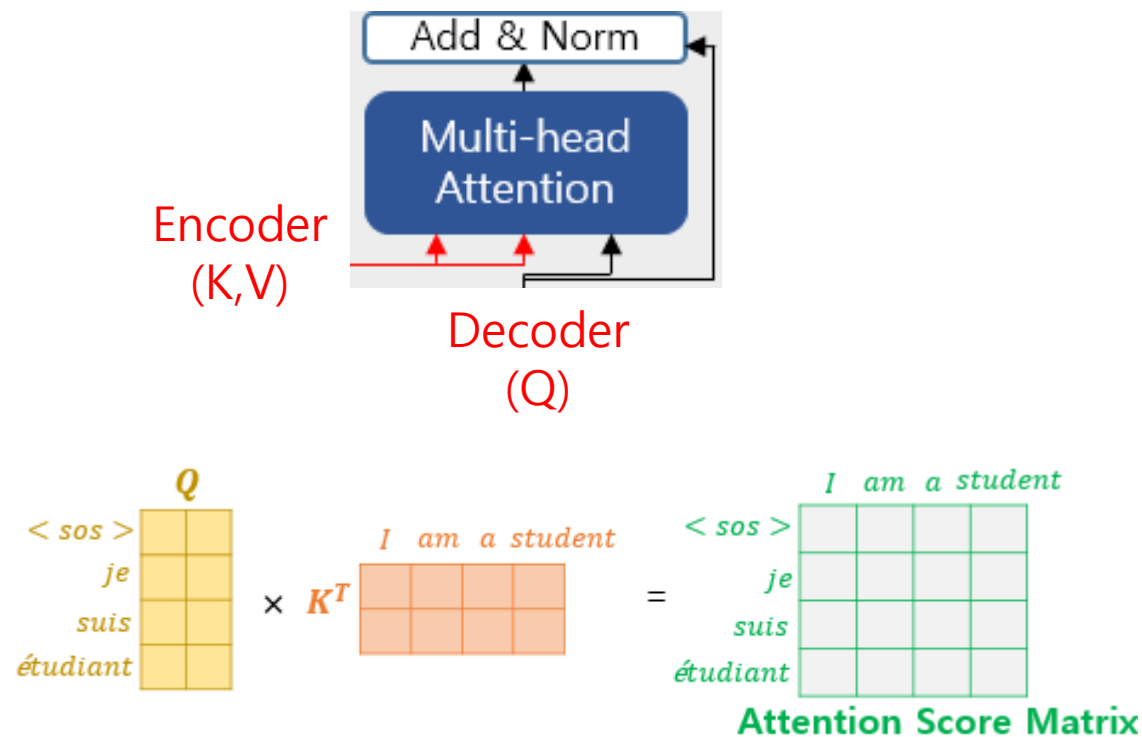 Add & Norm
Multi-head
Attention
Encoder
(K,V)
Decoder
(Q)
Q
< sos >
je
suis
étudiant
×
K^T
I am a student
=
I am a student
< sos >
je
suis
étudiant
Attention Score Matrix